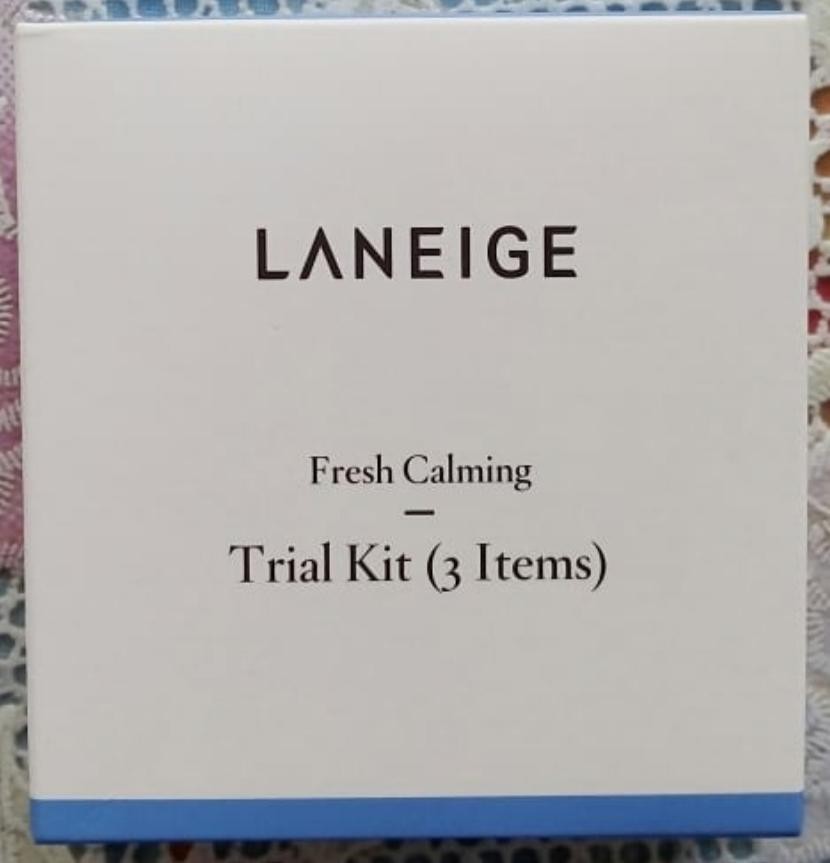 LANEIGE
Fresh Calming
Trial Kit (3 Items)